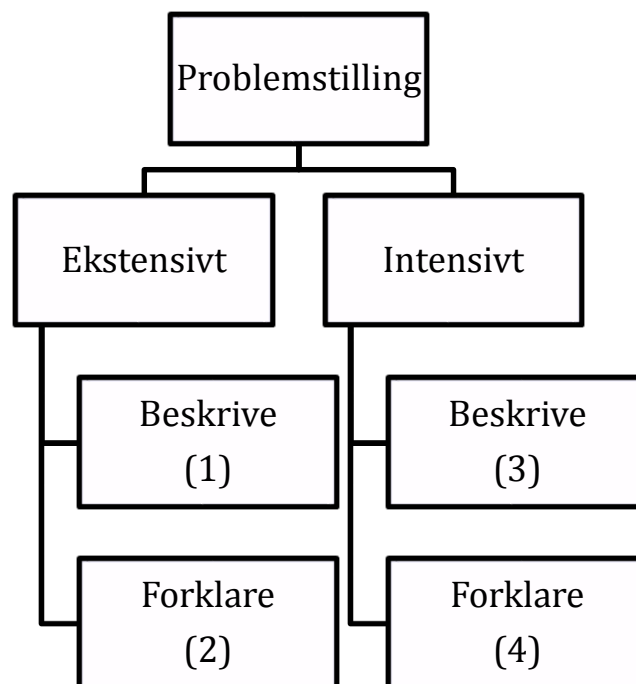 Problemstilling
Ekstensivt
Intensivt
Beskrive
(1)
Beskrive
(3)
Forklare
(2)
Forklare
(4)